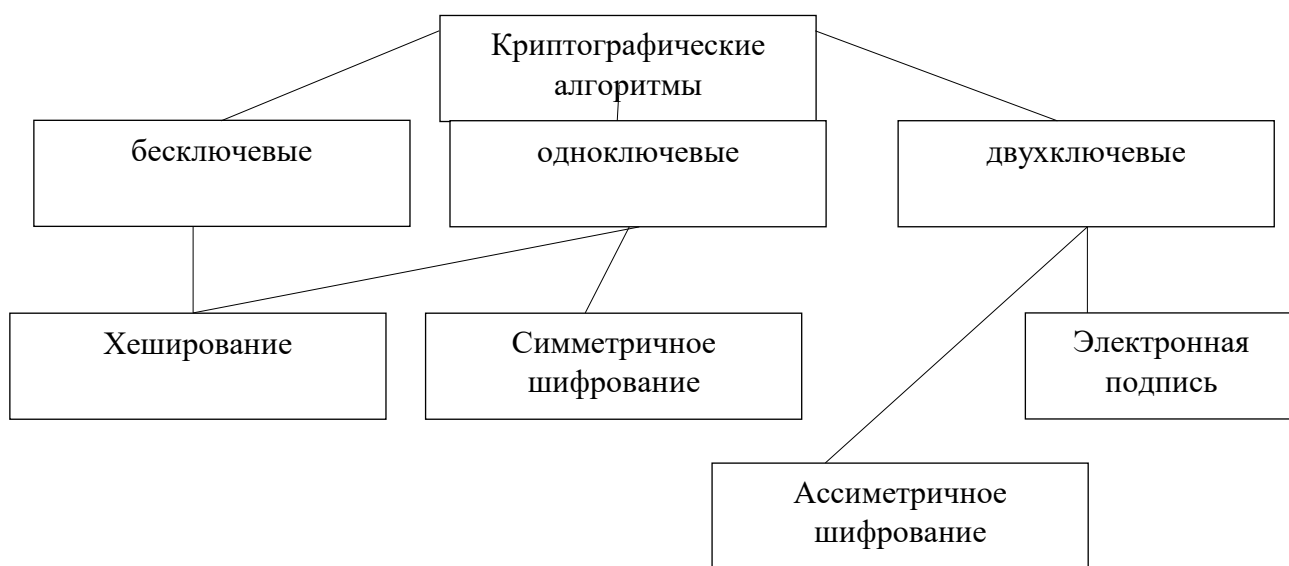 Криптографические
алгоритмы
бесключевые
одноключевые
двухключевые
Хеширование
Симметричное
шифрование
Электронная
подпись
Ассиметричное
шифрование